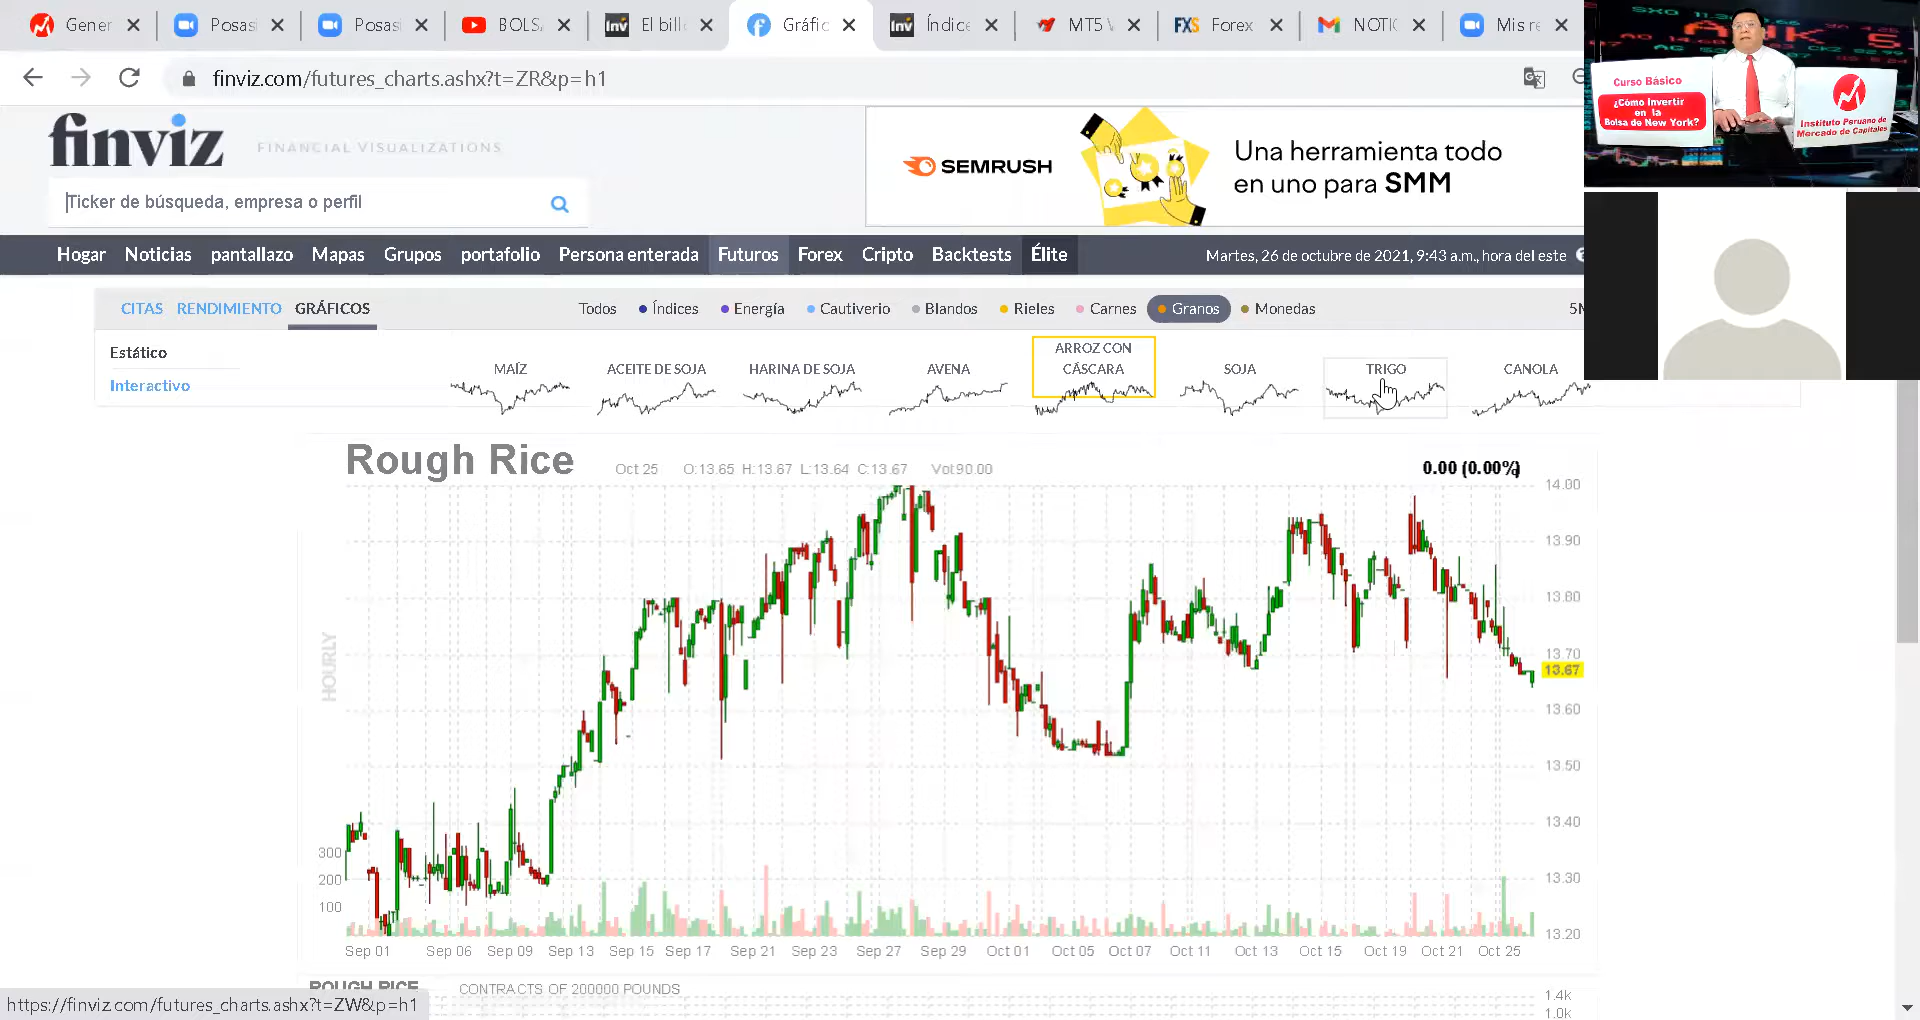 Gener
Posas
Posas
BOLS
El bill
Gráfic
Índice
MT5
Forex
NOTIC
Mis re
finviz.com/futures_charts.ashx?t=ZR&p=h1
finviz
FINANCIAL VISUALIZATIONS
Ticker de búsqueda, empresa o perfil
SEMRUSH
Una herramienta todo
en uno para SMM
Hogar Noticias pantallazo Mapas Grupos portafolio Persona enterada Futuros Forex Cripto Backtests Élite
Martes, 26 de octubre de 2021, 9:43 a.m., hora del este
CITAS RENDIMIENTO GRÁFICOS
Todos Índices Energía Cautiverio Blandos Rieles Carnes Granos Monedas
Estático
Interactivo
MAÍZ
ACEITE DE SOJA
HARINA DE SOJA
AVENA
ARROZ CON
CÁSCARA
SOJA
TRIGO
CANOLA
Rough Rice
Oct 25 O:13.65 H:13.67 L:13.64 C:13.67 Vol:90.00
0.00 (0.00%)
HOURLY
14.00
13.90
13.80
13.70
13.67
13.60
13.50
13.40
13.30
13.20
300
200
100
Sep 01 Sep 06 Sep 09 Sep 13 Sep 15 Sep 17 Sep 21 Sep 23 Sep 27 Sep 29 Oct 01 Oct 05 Oct 07 Oct 11 Oct 13 Oct 15 Oct 19 Oct 21 Oct 25
ROUGH RICE
CONTRACTS OF 200000 POUNDS
1.4k
1.0k
https://finviz.com/futures_charts.ashx?t=ZW&p=h1
Curso Básico
¿Cómo Invertir
en la
Bolsa de New York?
Instituto Peruano de
Mercado de Capitales